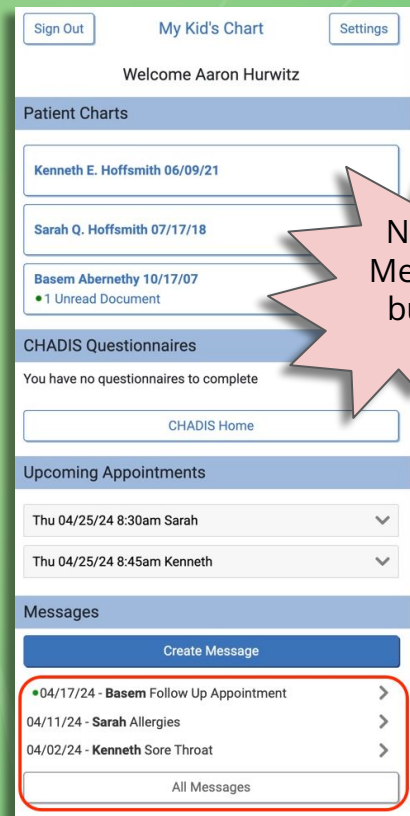 Sign Out
My Kid's Chart
Settings
Welcome Aaron Hurwitz
Patient Charts
Kenneth E. Hoffsmith 06/09/21
Sarah Q. Hoffsmith 07/17/18
Basem Abernethy 10/17/07
•1 Unread Document
CHADIS Questionnaires
You have no questionnaires to complete
CHADIS Home
Upcoming Appointments
Thu 04/25/24 8:30am Sarah
Thu 04/25/24 8:45am Kenneth
Messages
Create Message
•04/17/24 - Basem Follow Up Appointment
04/11/24 - Sarah Allergies
04/02/24 - Kenneth Sore Throat
All Messages